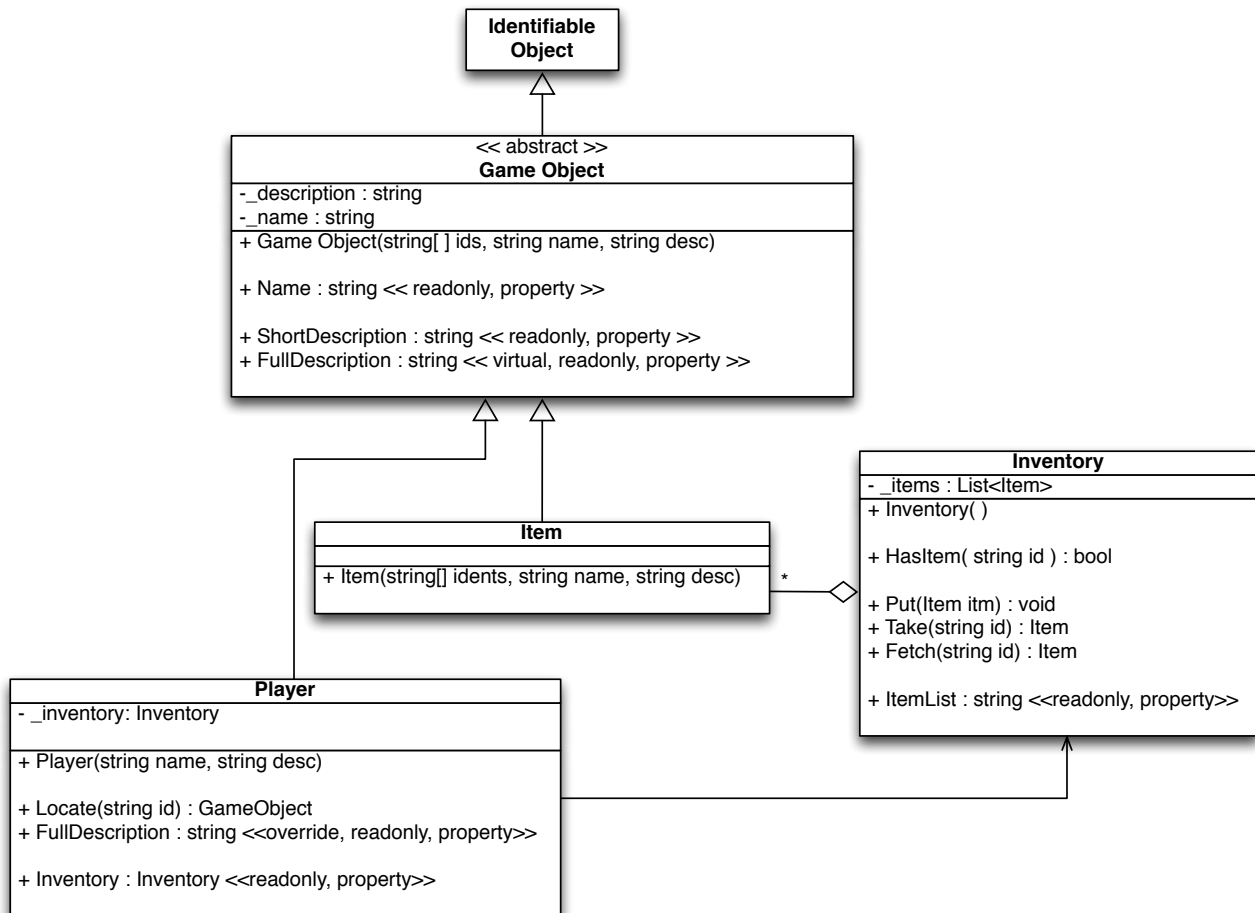 Identifiable
Object
<< abstract >>
Game Object
-_description : string
-_name : string
+ Game Object(string[ ] ids, string name, string desc)
+ Name : string << readonly, property >>
+ ShortDescription : string << readonly, property >>
+ FullDescription : string << virtual, readonly, property >>
Inventory
- _items : List<Item>
+ Inventory( )
+ HasItem( string id ) : bool
+ Put(Item itm) : void
+ Take(string id) : Item
+ Fetch(string id) : Item
+ ItemList : string <<readonly, property>>
Item
+ Item(string[] idents, string name, string desc)
*
Player
- _inventory: Inventory
+ Player(string name, string desc)
+ Locate(string id) : GameObject
+ FullDescription : string <<override, readonly, property>>
+ Inventory : Inventory <<readonly, property>>